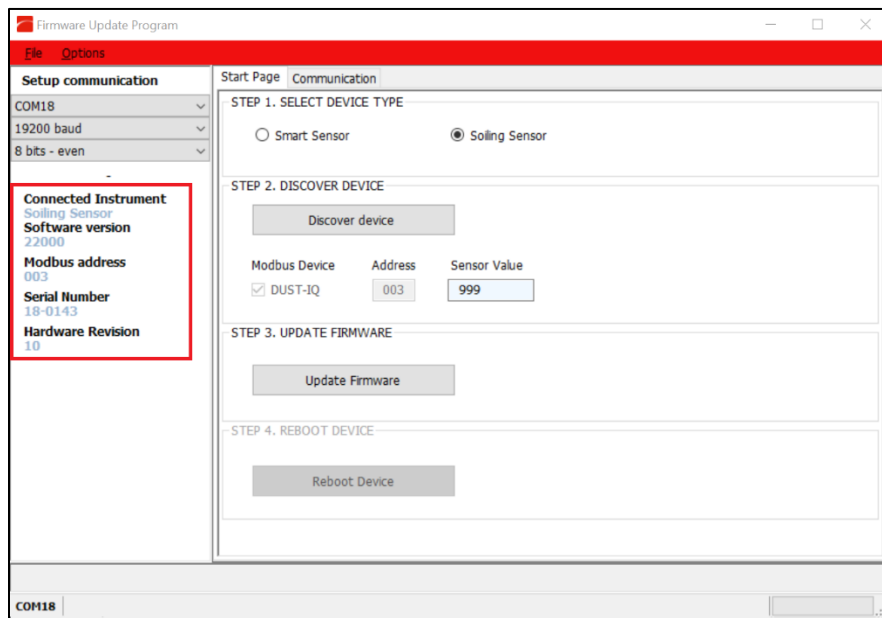 Firmware Update Program
File Options
Setup communication
COM18
19200 baud
8 bits - even
-
Connected Instrument
Soiling Sensor
Software version
22000
Modbus address
003
Serial Number
18-0143
Hardware Revision
10
Start Page Communication
STEP 1. SELECT DEVICE TYPE
Smart Sensor Soiling Sensor
STEP 2. DISCOVER DEVICE
Discover device
Modbus Device Address Sensor Value
DUST-IQ 003 999
STEP 3. UPDATE FIRMWARE
Update Firmware
STEP 4. REBOOT DEVICE
Reboot Device
COM18